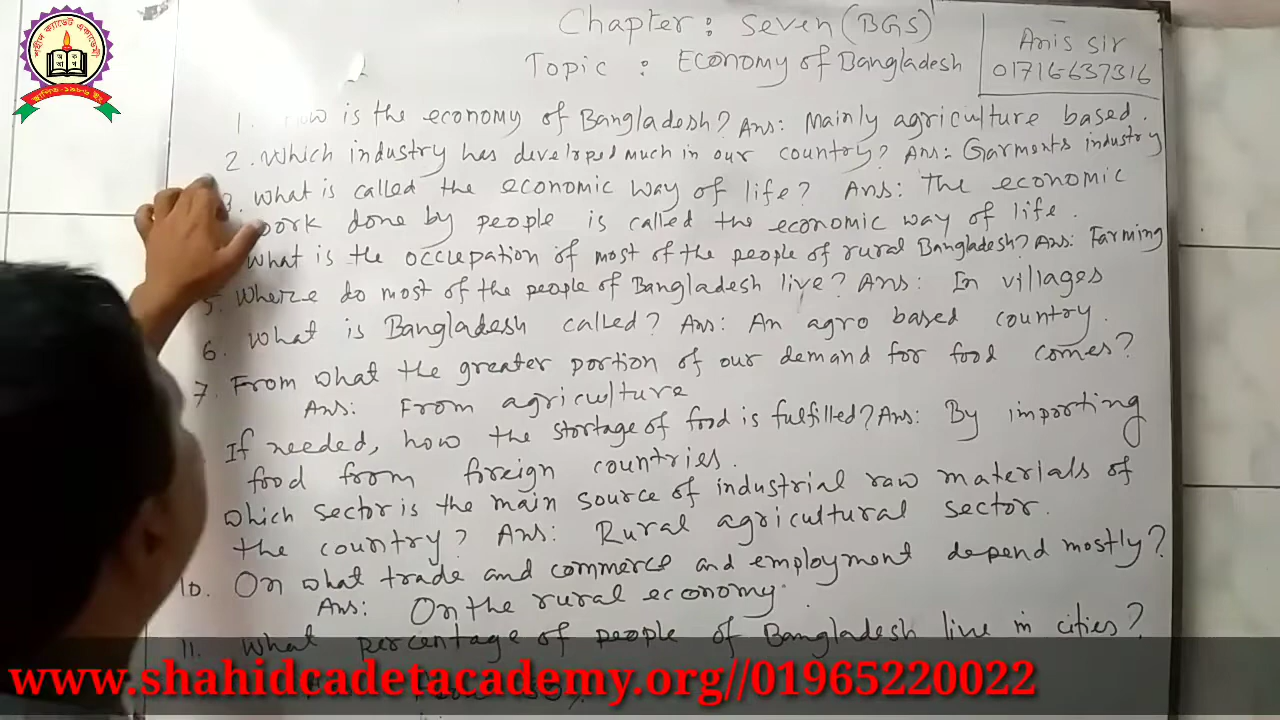 শহীদ ক্যাডেট একাডেমী
স্থাপিত-১৯৮৯ ইং
Chapter : Seven (BGS)
Topic : Economy of Bangladesh
Anis Sir
01716-637316
1. How is the economy of Bangladesh? Ans: Mainly agriculture based.
2. Which industry has developed much in our country? Ans: Garments industry
3. What is called the economic way of life? Ans: The economic
work done by people is called the economic way of life.
What is the occupation of most of the people of rural Bangladesh? Ans: Farming
5. Where do most of the people of Bangladesh live? Ans: In villages
6. What is Bangladesh called? Ans: An agro based country.
7. From what the greater portion of our demand for food comes?
Ans: From agriculture
If needed, how the stortage of food is fulfilled? Ans: By importing
food from foreign countries.
Which sector is the main source of industrial raw materials of
the country? Ans: Rural agricultural sector.
10. On what trade and commerce and employment depend mostly?
Ans: On the rural economy.
11. What percentage of people of Bangladesh live in cities?
www.shahidcadetacademy.org//01965220022